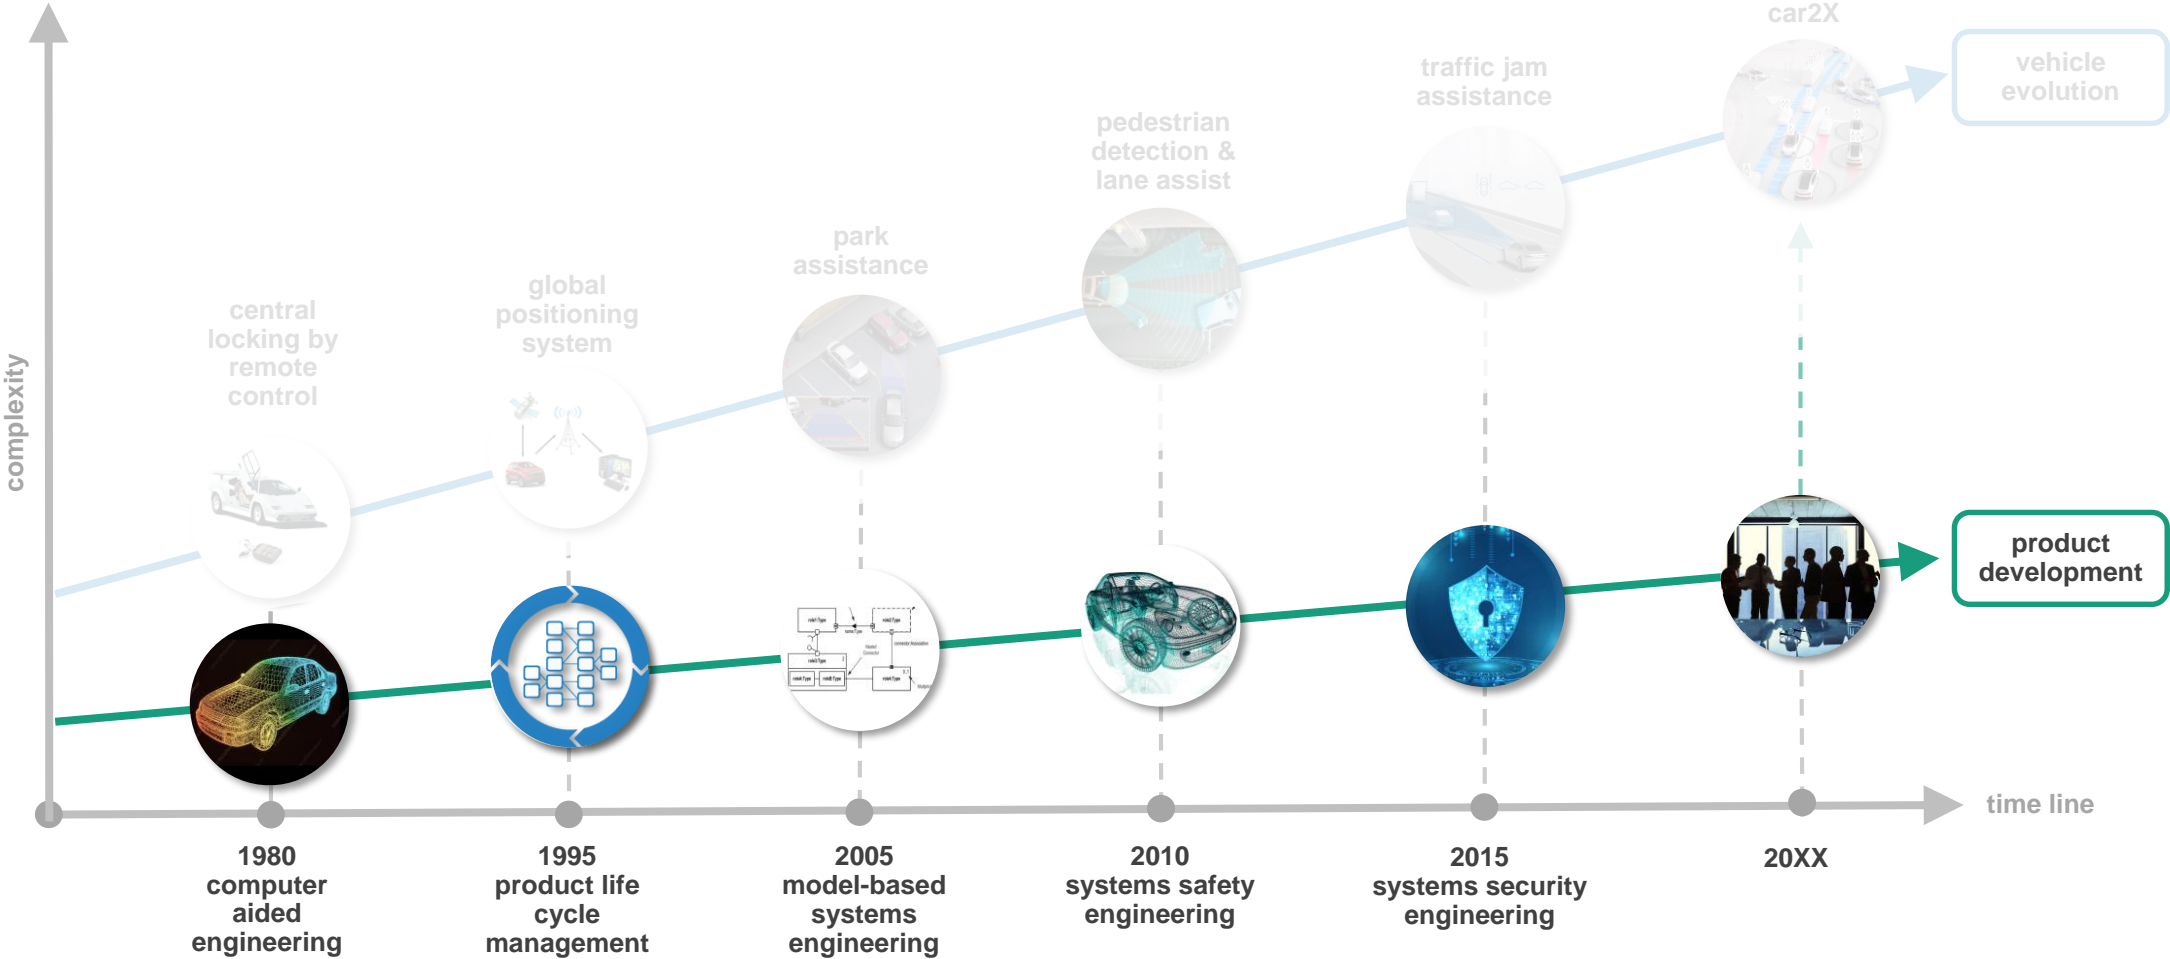 car2X
traffic jam
assistance
vehicle
evolution
pedestrian
detection &
lane assist
park
assistance
global
positioning
system
central
locking by
remote
control
complexity
product
development
time line
1980
computer
aided
engineering
1995
product life
cycle
management
2005
model-based
systems
engineering
2010
systems safety
engineering
2015
systems security
engineering
20XX